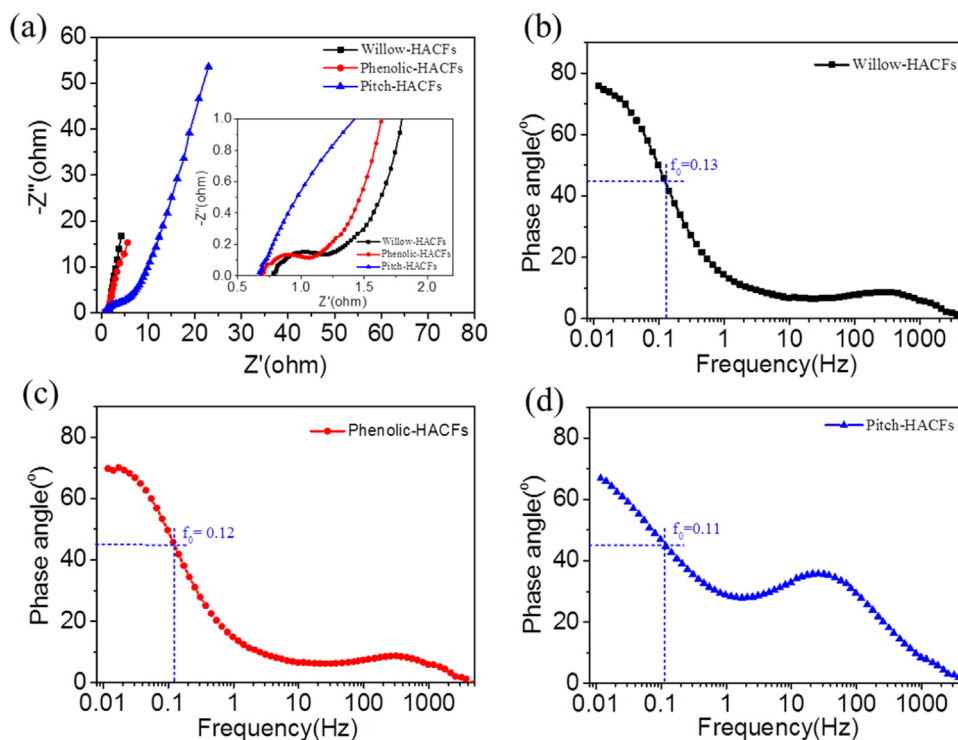 (a)
60
50
40
30
20
10
0
-Z"(ohm)
0 10 20 30 40 50 60 70 80
Z'(ohm)
Willow-HACFs
Phenolic-HACFs
Pitch-HACFs
1.0
0.8
0.6
0.4
0.2
0.0
-Z"(ohm)
0.5 1.0 1.5 2.0
Z'(ohm)
Willow-HACFs
Phenolic-HACFs
Pitch-HACFs
(b)
80
60
40
20
0
Phase angle(º)
0.01 0.1 1 10 100 1000
Frequency(Hz)
Willow-HACFs
f₀=0.13
(c)
80
60
40
20
0
Phase angle(º)
0.01 0.1 1 10 100 1000
Frequency(Hz)
Phenolic-HACFs
f₀= 0.12
(d)
80
60
40
20
0
Phase angle(º)
0.01 0.1 1 10 100 1000
Frequency(Hz)
Pitch-HACFs
f₀=0.11